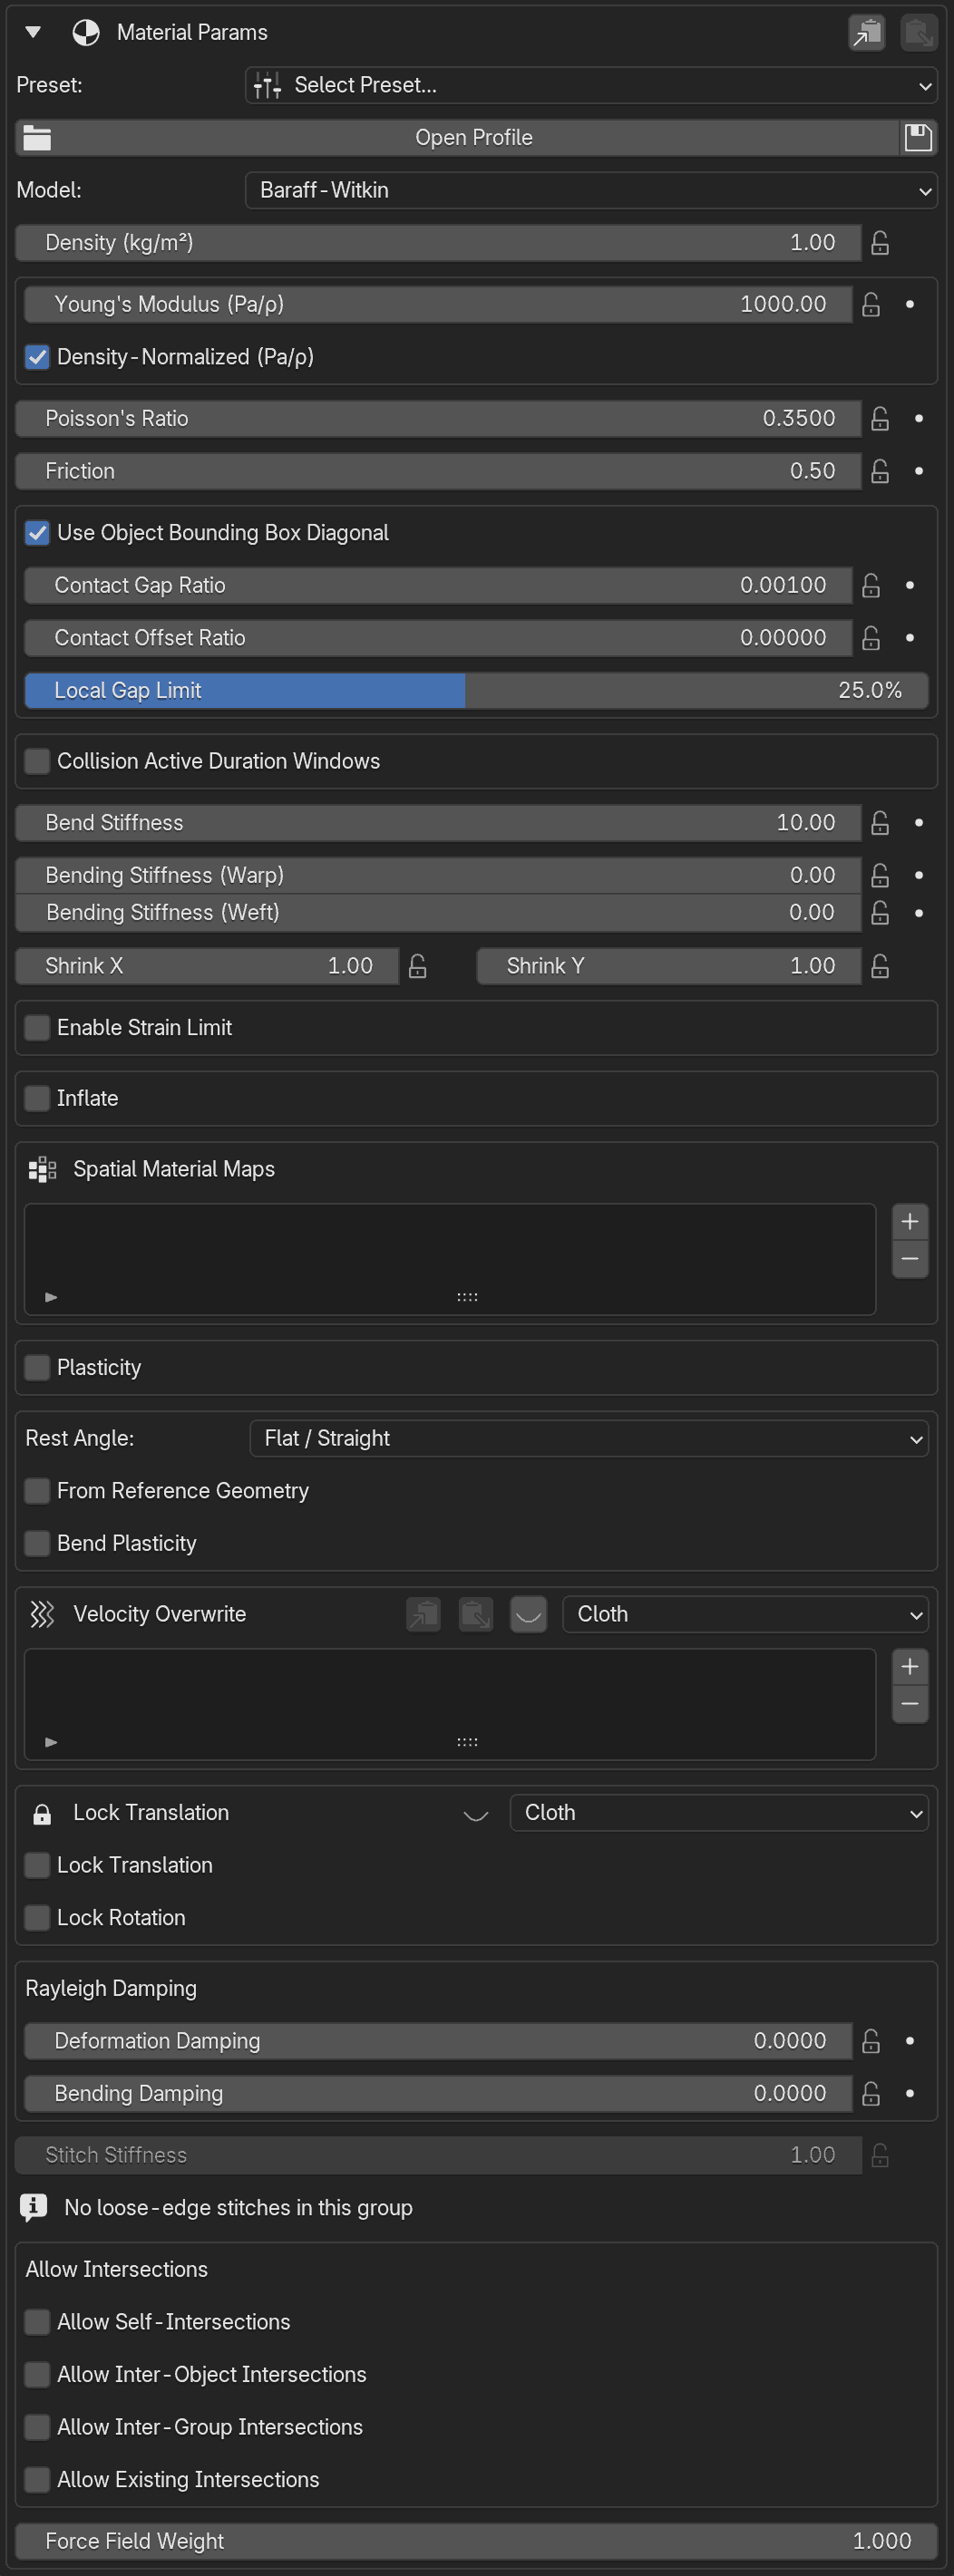 Material Params
Preset: Select Preset...
Open Profile
Model: Baraff-Witkin
Density (kg/m²) 1.00
Young's Modulus (Pa/ρ) 1000.00
Density-Normalized (Pa/ρ)
Poisson's Ratio 0.3500
Friction 0.50
Use Object Bounding Box Diagonal
Contact Gap Ratio 0.00100
Contact Offset Ratio 0.00000
Local Gap Limit 25.0%
Collision Active Duration Windows
Bend Stiffness 10.00
Bending Stiffness (Warp) 0.00
Bending Stiffness (Weft) 0.00
Shrink X 1.00 Shrink Y 1.00
Enable Strain Limit
Inflate
Spatial Material Maps
Plasticity
Rest Angle: Flat / Straight
From Reference Geometry
Bend Plasticity
Velocity Overwrite Cloth
Lock Translation Cloth
Lock Translation
Lock Rotation
Rayleigh Damping
Deformation Damping 0.0000
Bending Damping 0.0000
Stitch Stiffness 1.00
No loose-edge stitches in this group
Allow Intersections
Allow Self-Intersections
Allow Inter-Object Intersections
Allow Inter-Group Intersections
Allow Existing Intersections
Force Field Weight 1.000